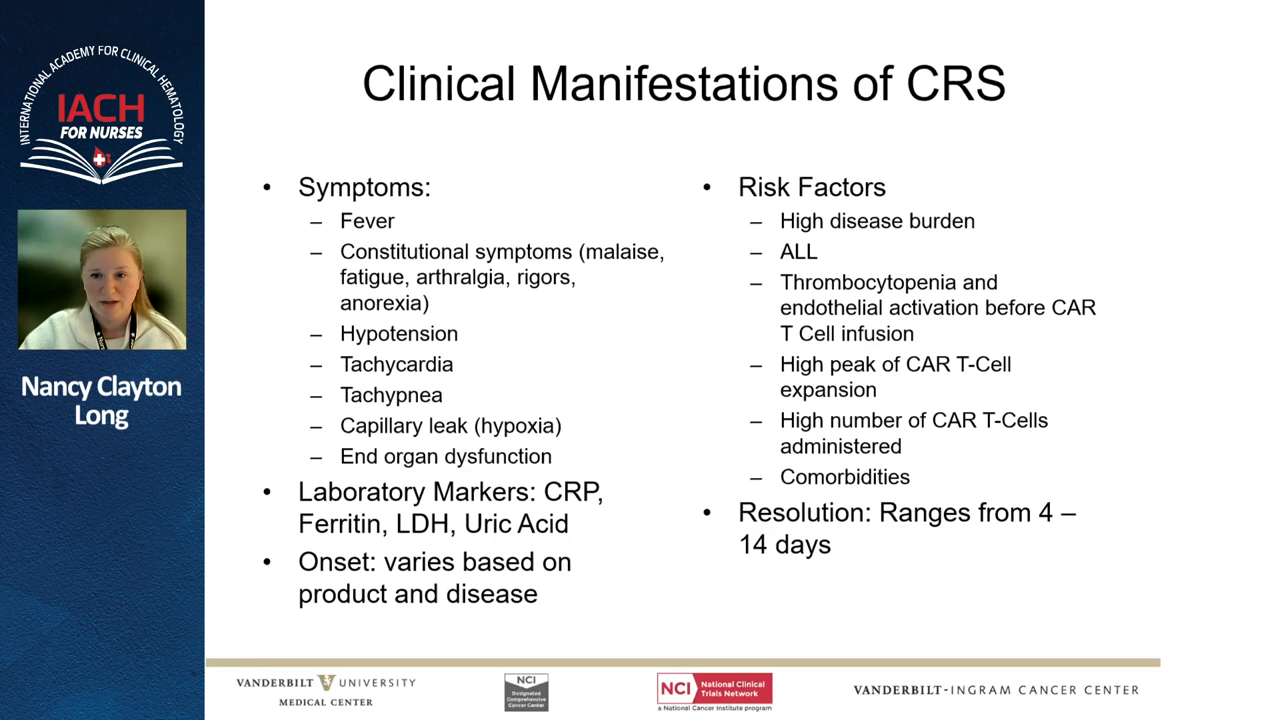 INTERNATIONAL ACADEMY FOR CLINICAL HEMATOLOGY
IACH
FOR NURSES
Nancy Clayton
Long
Clinical Manifestations of CRS
• Symptoms:
– Fever
– Constitutional symptoms (malaise,
fatigue, arthralgia, rigors,
anorexia)
– Hypotension
– Tachycardia
– Tachypnea
– Capillary leak (hypoxia)
– End organ dysfunction
• Laboratory Markers: CRP,
Ferritin, LDH, Uric Acid
• Onset: varies based on
product and disease
• Risk Factors
– High disease burden
– ALL
– Thrombocytopenia and
endothelial activation before CAR
T Cell infusion
– High peak of CAR T-Cell
expansion
– High number of CAR T-Cells
administered
– Comorbidities
• Resolution: Ranges from 4 –
14 days
VANDERBILT V UNIVERSITY
MEDICAL CENTER
NCI
Designated
Comprehensive
Cancer Center
NCI
National Clinical
Trials Network
a National Cancer Institute program
VANDERBILT-INGRAM CANCER CENTER